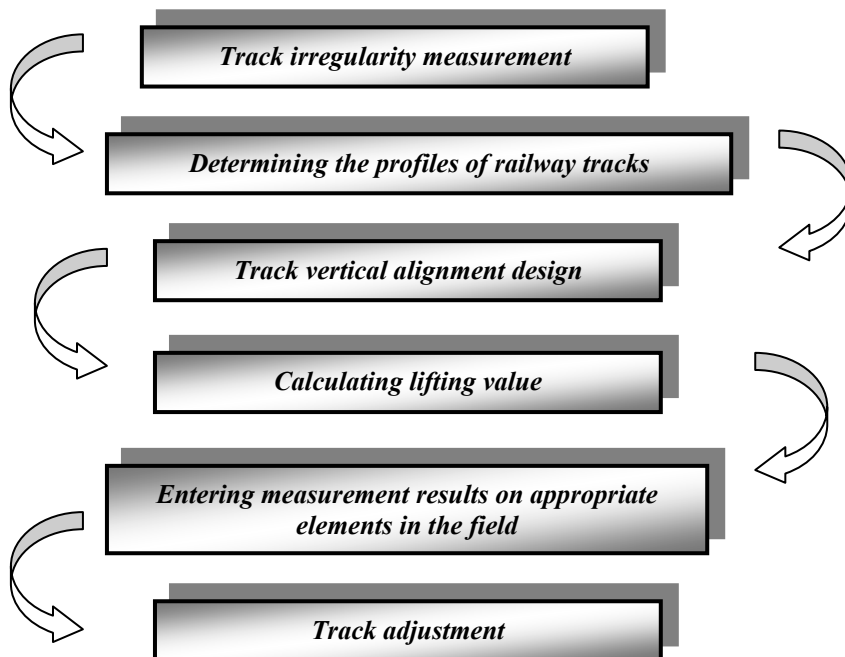 Track irregularity measurement
Determining the profiles of railway tracks
Track vertical alignment design
Calculating lifting value
Entering measurement results on appropriate
elements in the field
Track adjustment